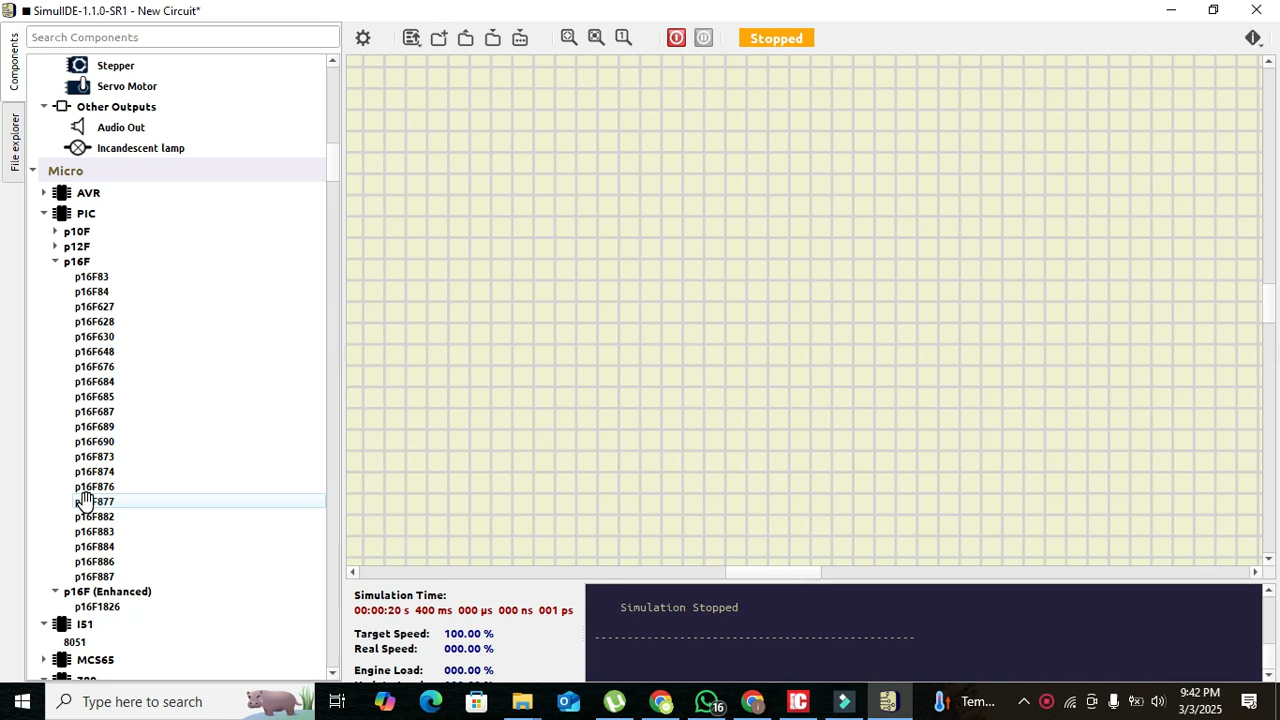 SimulIDE-1.1.0-SR1 - New Circuit*
Components
File explorer
Search Components
Stopped
Stepper
Servo Motor
Other Outputs
Audio Out
Incandescent lamp
Micro
AVR
PIC
p10F
p12F
p16F
p16F83
p16F84
p16F627
p16F628
p16F630
p16F648
p16F676
p16F684
p16F685
p16F687
p16F689
p16F690
p16F873
p16F874
p16F876
p16F877
p16F882
p16F883
p16F884
p16F886
p16F887
p16F (Enhanced)
p16F1826
I51
8051
MCS65
Simulation Time:
00:00:20 s 400 ms 000 µs 000 ns 001 ps
Target Speed: 100.00 %
Real Speed: 000.00 %
Engine Load: 000.00 %
Simulation Stopped
--------------------------------------------------
Type here to search
16
Tem...
3:42 PM
3/3/2025